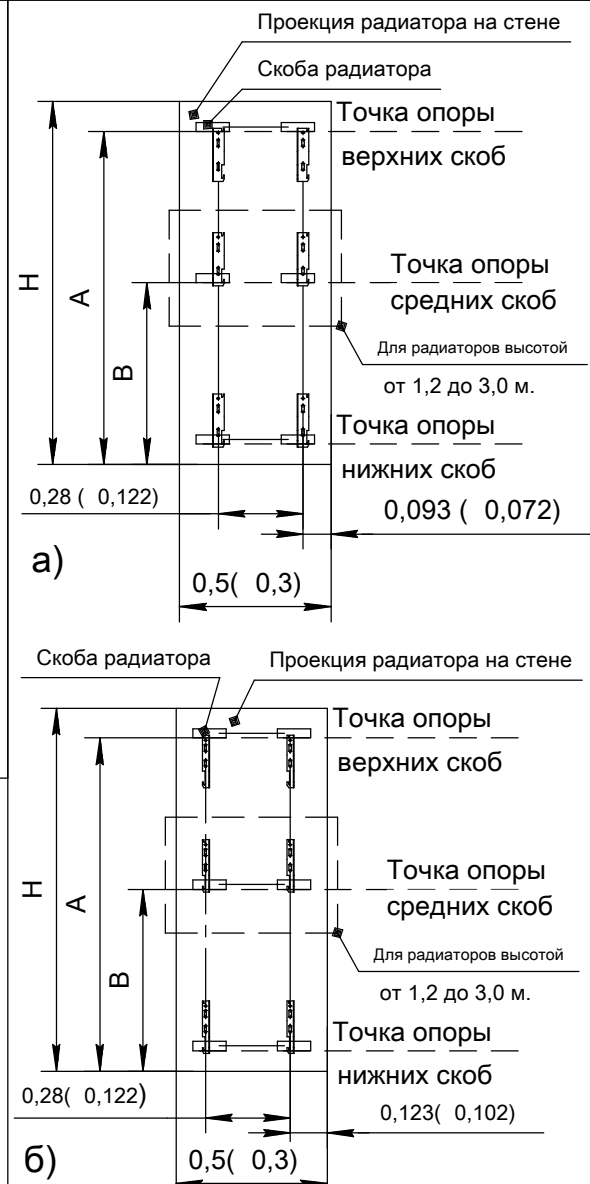 Проекция радиатора на стене
Скоба радиатора
Точка опоры
верхних скоб
H
A
Точка опоры
средних скоб
B
Для радиаторов высотой
от 1,2 до 3,0 м.
Точка опоры
нижних скоб
0,28 ( 0,122)
0,093 ( 0,072)
а)
0,5( 0,3)
Скоба радиатора
Проекция радиатора на стене
Точка опоры
верхних скоб
H
A
Точка опоры
средних скоб
B
Для радиаторов высотой
от 1,2 до 3,0 м.
Точка опоры
нижних скоб
0,28( 0,122)
0,123( 0,102)
б)
0,5( 0,3)